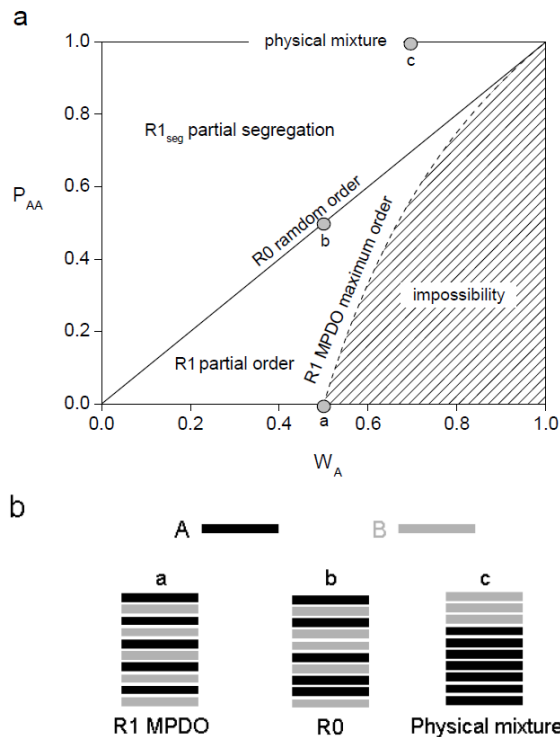 a
1.0
physical mixture
c
0.8
R1seg partial segregation
0.6
PAA
R0 ramdom order
b
0.4
R1 MPDO maximum order
impossibility
0.2
R1 partial order
0.0
a
0.0 0.2 0.4 0.6 0.8 1.0
WA
b
A B
a b c
R1 MPDO R0 Physical mixture